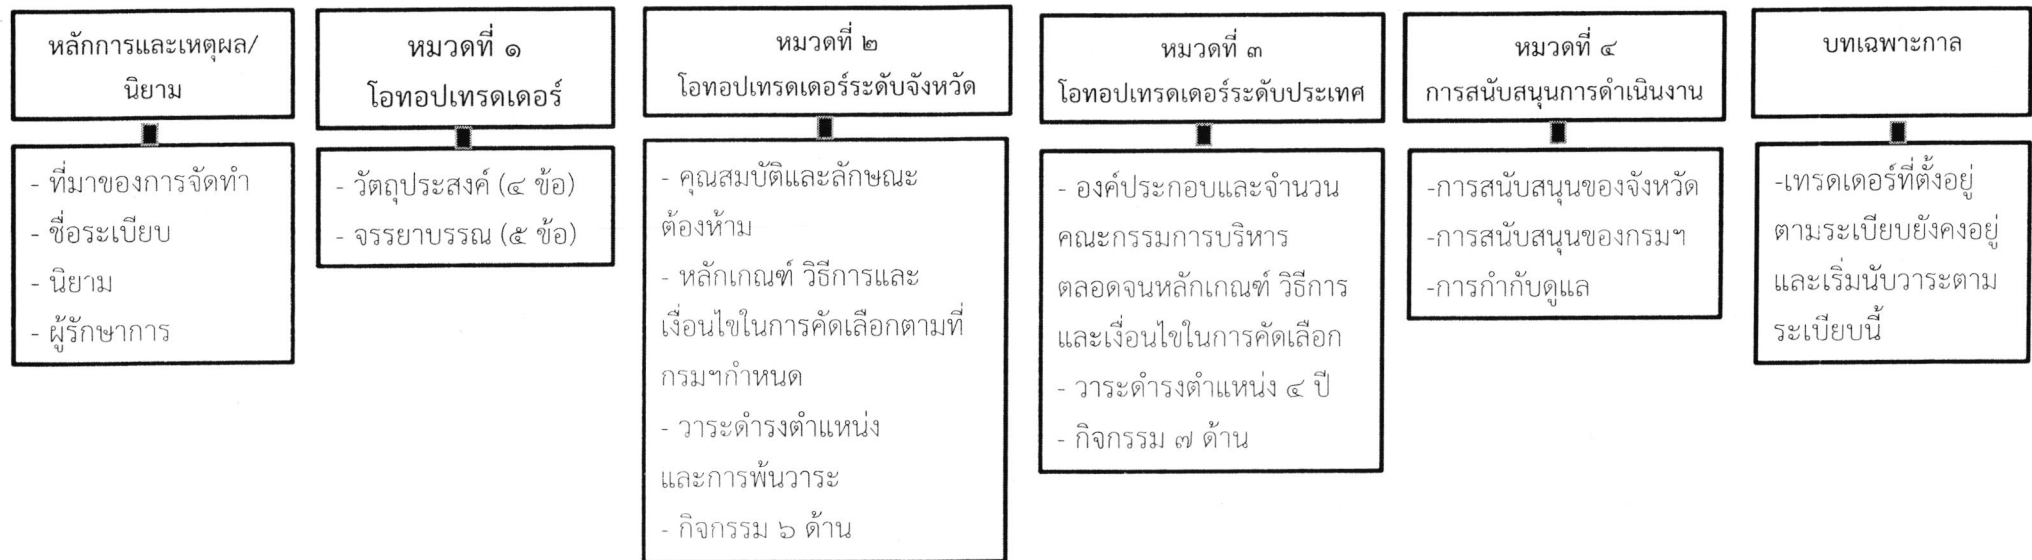 หลักการและเหตุผล/
นิยาม
- ที่มาของการจัดทำ
- ชื่อระเบียบ
- นิยาม
- ผู้รักษาการ
หมวดที่ ๑
โอทอปเทรดเดอร์
- วัตถุประสงค์ (๔ ข้อ)
- จรรยาบรรณ (๕ ข้อ)
หมวดที่ ๒
โอทอปเทรดเดอร์ระดับจังหวัด
- คุณสมบัติและลักษณะ
ต้องห้าม
- หลักเกณฑ์ วิธีการและ
เงื่อนไขในการคัดเลือกตามที่
กรมฯกำหนด
- วาระดำรงตำแหน่ง
และการพ้นวาระ
- กิจกรรม ๖ ด้าน
หมวดที่ ๓
โอทอปเทรดเดอร์ระดับประเทศ
- องค์ประกอบและจำนวน
คณะกรรมการบริหาร
ตลอดจนหลักเกณฑ์ วิธีการ
และเงื่อนไขในการคัดเลือก
- วาระดำรงตำแหน่ง ๔ ปี
- กิจกรรม ๗ ด้าน
หมวดที่ ๔
การสนับสนุนการดำเนินงาน
-การสนับสนุนของจังหวัด
-การสนับสนุนของกรมฯ
-การกำกับดูแล
บทเฉพาะกาล
-เทรดเดอร์ที่ตั้งอยู่
ตามระเบียบยังคงอยู่
และเริ่มนับวาระตาม
ระเบียบนี้